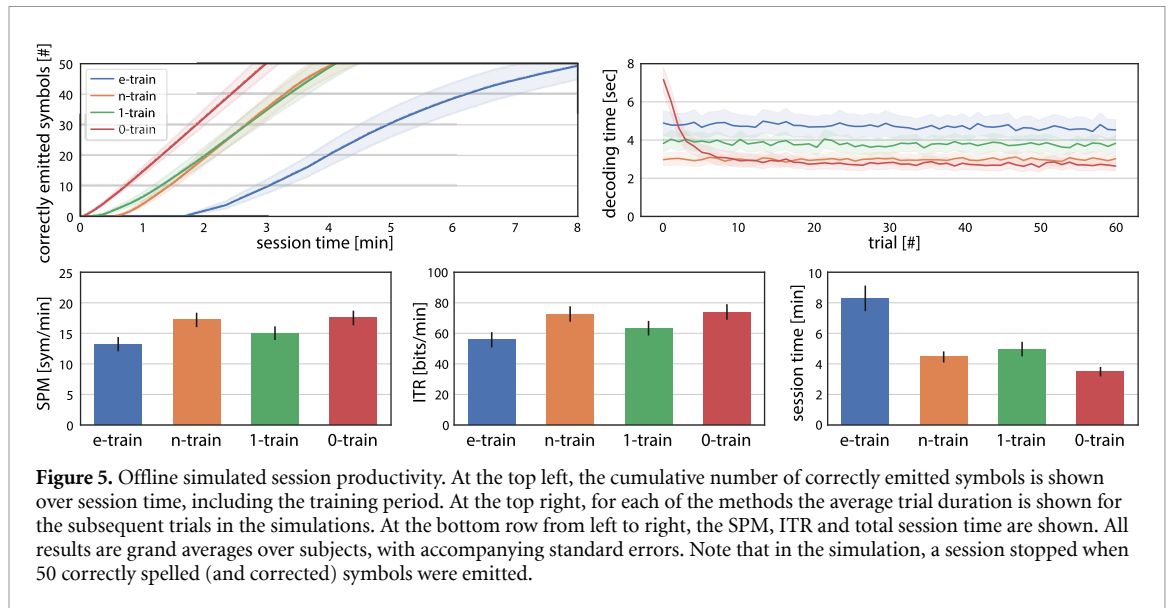 correctly emitted symbols [#]
50
40
30
20
10
0
e-train
n-train
1-train
0-train
0 1 2 3 4 5 6 7 8
session time [min]
decoding time [sec]
8
6
4
2
0
0 10 20 30 40 50 60
trial [#]
SPM [sym/min]
25
20
15
10
5
0
e-train n-train 1-train 0-train
ITR [bits/min]
100
80
60
40
20
0
e-train n-train 1-train 0-train
session time [min]
10
8
6
4
2
0
e-train n-train 1-train 0-train
Figure 5. Offline simulated session productivity. At the top left, the cumulative number of correctly emitted symbols is shown
over session time, including the training period. At the top right, for each of the methods the average trial duration is shown for
the subsequent trials in the simulations. At the bottom row from left to right, the SPM, ITR and total session time are shown. All
results are grand averages over subjects, with accompanying standard errors. Note that in the simulation, a session stopped when
50 correctly spelled (and corrected) symbols were emitted.